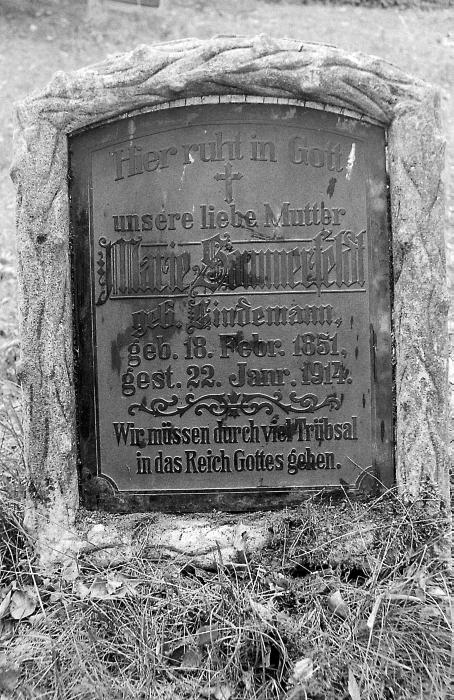 Hier ruht in Gott
unsere liebe Mutter
Marie Sommerfeldt
geb. Lindemann,
geb. 18. Febr. 1851,
gest. 22. Janr. 1914.
Wir müssen durch viel Trübsal
in das Reich Gottes gehen.